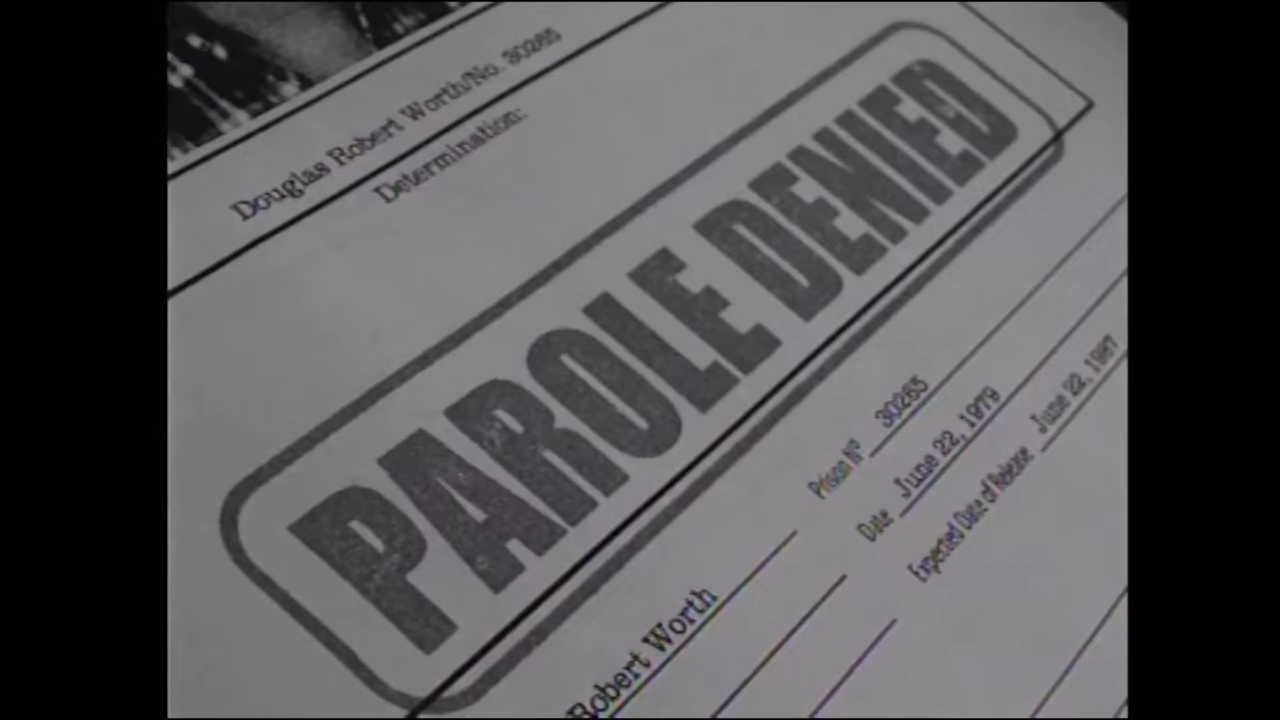 Douglas Robert Worth/No. 30265
Determination:
PAROLE DENIED
Prison Nº 30265
Date June 22, 1979
Expected Date of Release June 22, 1987
Robert Worth